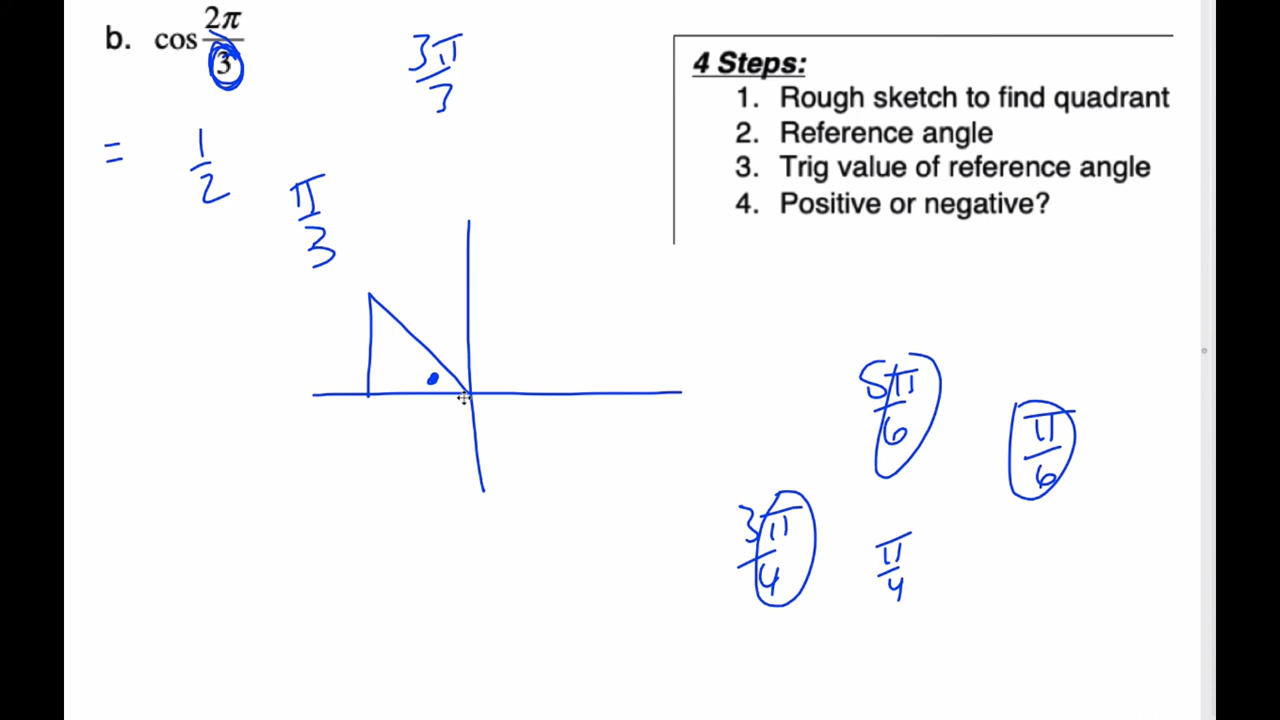 b. cos 2π/3
3π/3
= 1/2
π/3
4 Steps:
1. Rough sketch to find quadrant
2. Reference angle
3. Trig value of reference angle
4. Positive or negative?
5π/6
π/6
3π/4
π/4